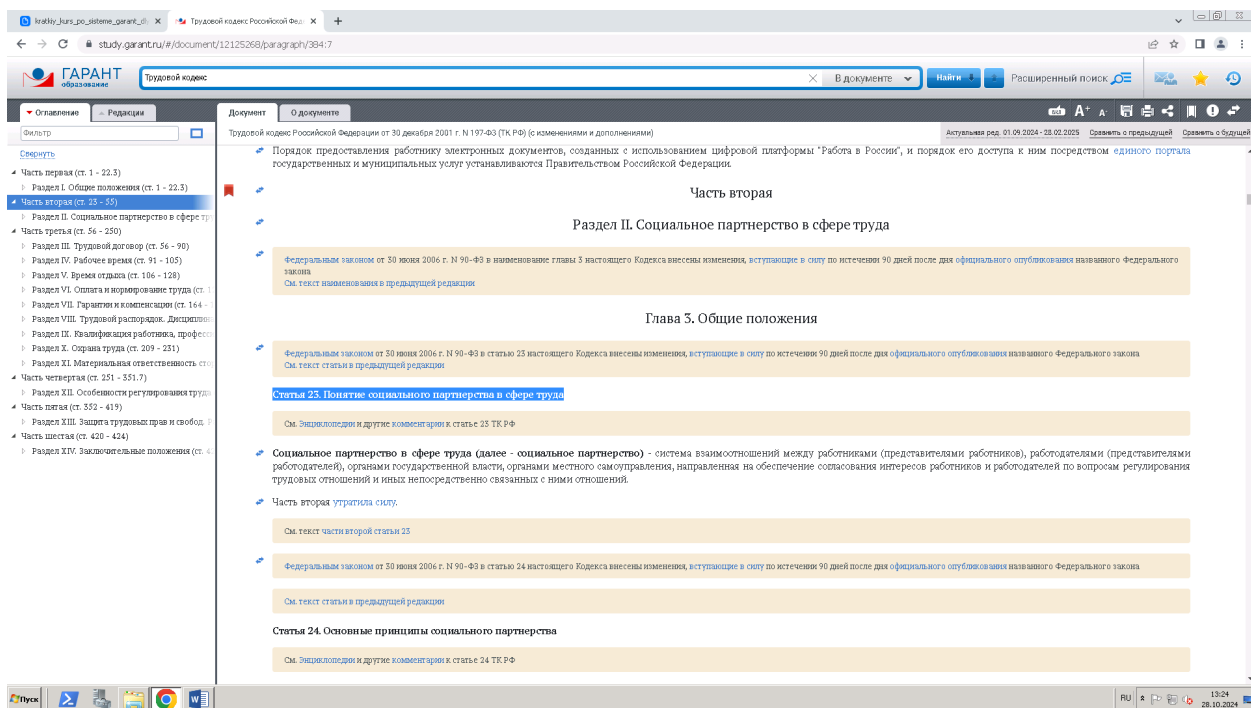 kratkiy_kurs_po_sisteme_garant_dl
Трудовой кодекс Российской Феде
study.garant.ru/#/document/12125268/paragraph/384:7
ГАРАНТ
образование
Трудовой кодекс
В документе
Найти
Расширенный поиск
Оглавление
Редакции
Документ
О документе
Фильтр
Трудовой кодекс Российской Федерации от 30 декабря 2001 г. N 197-ФЗ (ТК РФ) (с изменениями и дополнениями)
Актуальная ред. 01.09.2024 - 28.02.2025
Сравнить с предыдущей
Сравнить с будущей
Свернуть
Часть первая (ст. 1 - 22.3)
Раздел I. Общие положения (ст. 1 - 22.3)
Часть вторая (ст. 23 - 55)
Раздел II. Социальное партнерство в сфере тру
Часть третья (ст. 56 - 250)
Раздел III. Трудовой договор (ст. 56 - 90)
Раздел IV. Рабочее время (ст. 91 - 105)
Раздел V. Время отдыха (ст. 106 - 128)
Раздел VI. Оплата и нормирование труда (ст. 1
Раздел VII. Гарантии и компенсации (ст. 164 -
Раздел VIII. Трудовой распорядок. Дисциплин
Раздел IX. Квалификация работника, професс
Раздел X. Охрана труда (ст. 209 - 231)
Раздел XI. Материальная ответственность сто
Часть четвертая (ст. 251 - 351.7)
Раздел XII. Особенности регулирования труда
Часть пятая (ст. 352 - 419)
Раздел XIII. Защита трудовых прав и свобод. Р
Часть шестая (ст. 420 - 424)
Раздел XIV. Заключительные положения (ст. 42
Порядок предоставления работнику электронных документов, созданных с использованием цифровой платформы "Работа в России", и порядок его доступа к ним посредством единого портала
государственных и муниципальных услуг устанавливаются Правительством Российской Федерации.
Часть вторая
Раздел II. Социальное партнерство в сфере труда
Федеральным законом от 30 июня 2006 г. N 90-ФЗ в наименование главы 3 настоящего Кодекса внесены изменения, вступающие в силу по истечении 90 дней после дня официального опубликования названного Федерального
закона
См. текст наименования в предыдущей редакции
Глава 3. Общие положения
Федеральным законом от 30 июня 2006 г. N 90-ФЗ в статью 23 настоящего Кодекса внесены изменения, вступающие в силу по истечении 90 дней после дня официального опубликования названного Федерального закона
См. текст статьи в предыдущей редакции
Статья 23. Понятие социального партнерства в сфере труда
См. Энциклопедии и другие комментарии к статье 23 ТК РФ
Социальное партнерство в сфере труда (далее - социальное партнерство) - система взаимоотношений между работниками (представителями работников), работодателями (представителями
работодателей), органами государственной власти, органами местного самоуправления, направленная на обеспечение согласования интересов работников и работодателей по вопросам регулирования
трудовых отношений и иных непосредственно связанных с ними отношений.
Часть вторая утратила силу.
См. текст части второй статьи 23
Федеральным законом от 30 июня 2006 г. N 90-ФЗ в статью 24 настоящего Кодекса внесены изменения, вступающие в силу по истечении 90 дней после дня официального опубликования названного Федерального закона
См. текст статьи в предыдущей редакции
Статья 24. Основные принципы социального партнерства
См. Энциклопедии и другие комментарии к статье 24 ТК РФ
Пуск
RU
13:24
28.10.2024